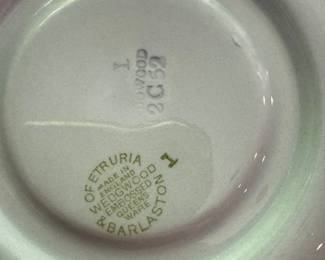 1
WEDGWOOD
2C52
OF ETRURIA
MADE IN
ENGLAND
WEDGWOOD
EMBOSSED
QUEENS
WARE
& BARLASTON
1